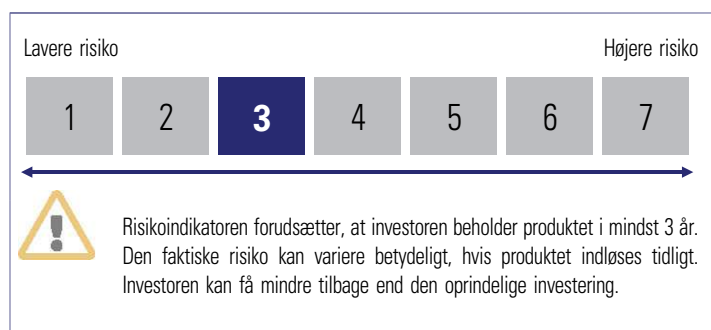 Lavere risiko Højere risiko
1 2 3 4 5 6 7
Risikoindikatoren forudsætter, at investoren beholder produktet i mindst 3 år.
Den faktiske risiko kan variere betydeligt, hvis produktet indløses tidligt.
Investoren kan få mindre tilbage end den oprindelige investering.